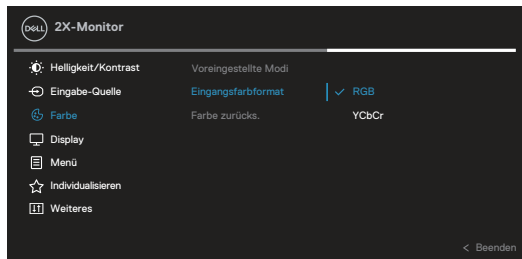 DELL 2X-Monitor
Helligkeit/Kontrast Voreingestellte Modi
Eingabe-Quelle Eingangsfarbformat RGB
Farbe Farbe zurücks. YCbCr
Display
Menü
Individualisieren
Weiteres
< Beenden